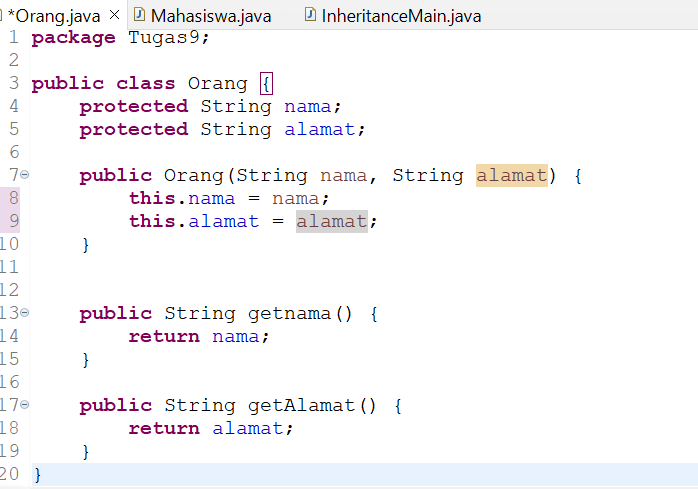 *Orang.java × Mahasiswa.java InheritanceMain.java
1 package Tugas9;
2
3 public class Orang {
4     protected String nama;
5     protected String alamat;
6
7     public Orang(String nama, String alamat) {
8         this.nama = nama;
9         this.alamat = alamat;
10     }
11
12
13     public String getnama() {
14         return nama;
15     }
16
17     public String getAlamat() {
18         return alamat;
19     }
20 }